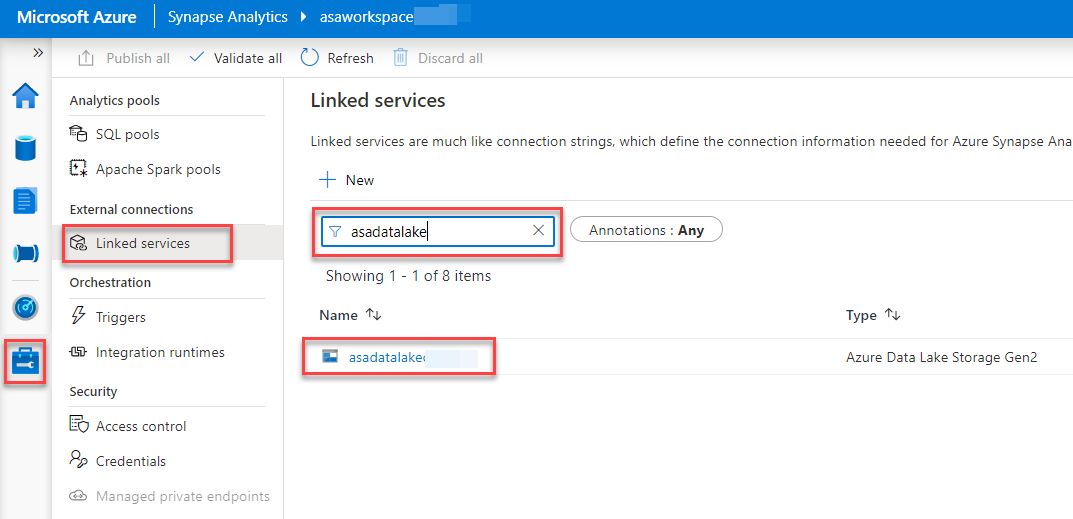 Microsoft Azure Synapse Analytics asaworkspace
Publish all Validate all Refresh Discard all
Analytics pools
SQL pools
Apache Spark pools
External connections
Linked services
Orchestration
Triggers
Integration runtimes
Security
Access control
Credentials
Managed private endpoints
Linked services
Linked services are much like connection strings, which define the connection information needed for Azure Synapse Ana
New
asadatalake
Annotations : Any
Showing 1 - 1 of 8 items
Name Type
asadatalake Azure Data Lake Storage Gen2